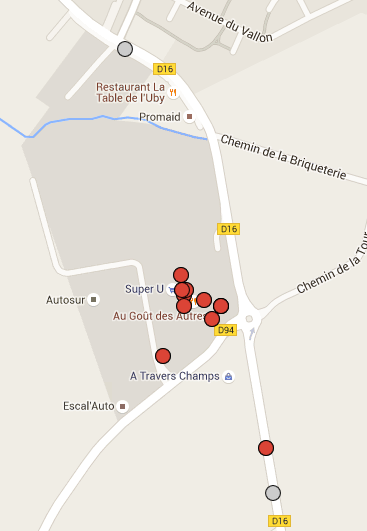 Avenue du Vallon
D16
Restaurant La
Table de l'Uby
Promaid
Chemin de la Briqueterie
D16
Chemin de la Tour
Super U
Autosur
Au Goût des Autres
D94
A Travers Champs
Escal'Auto
D16